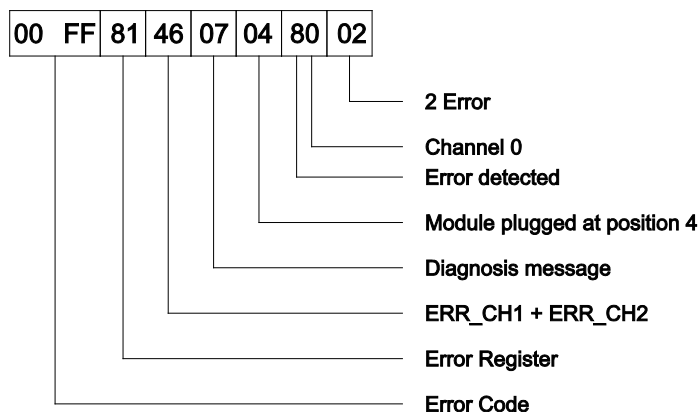 00 FF 81 46 07 04 80 02
2 Error
Channel 0
Error detected
Module plugged at position 4
Diagnosis message
ERR_CH1 + ERR_CH2
Error Register
Error Code